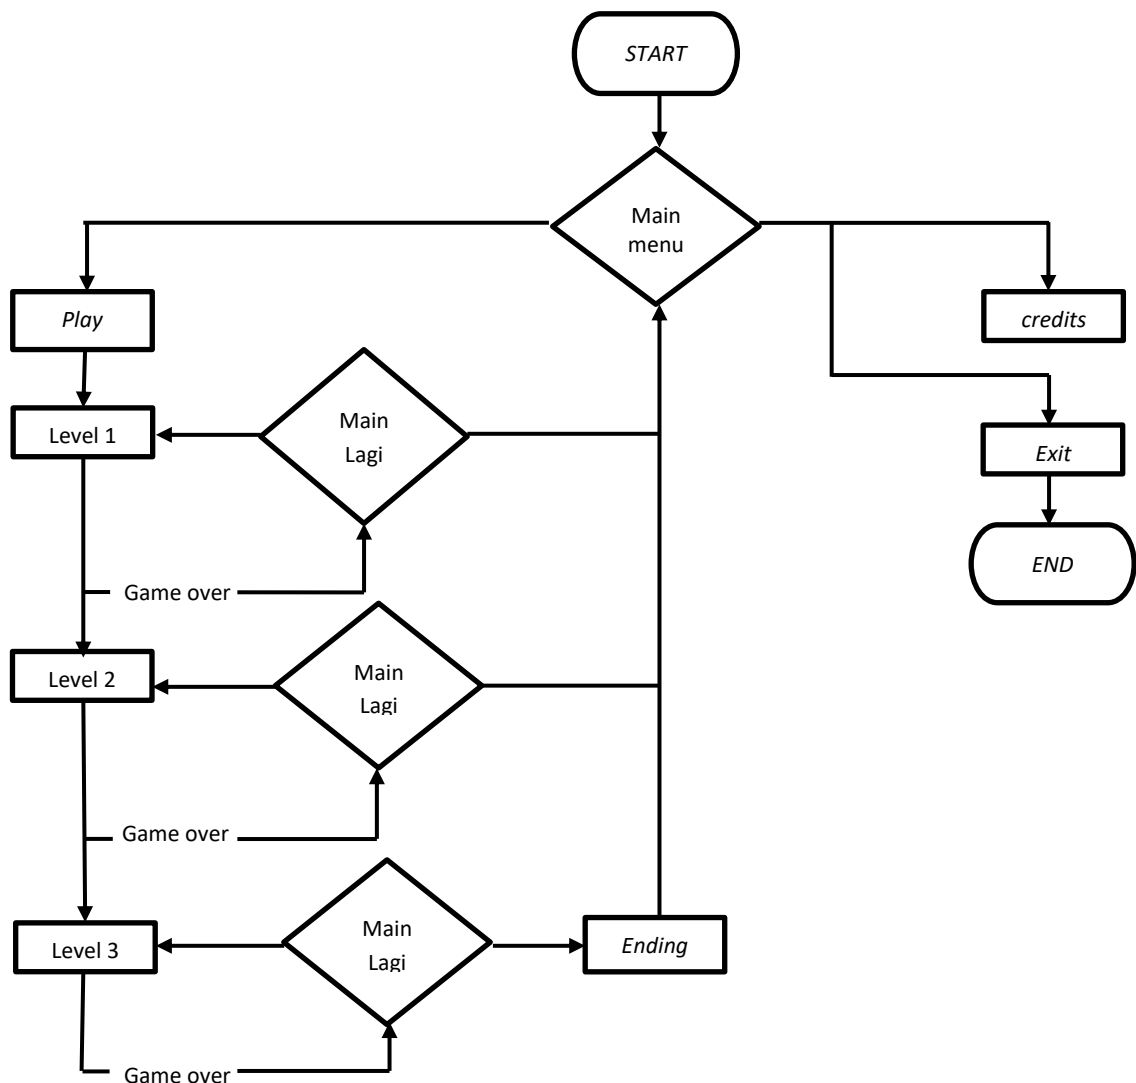 START
Main
menu
Play
credits
Level 1
Main
Lagi
Exit
END
Game over
Level 2
Main
Lagi
Game over
Level 3
Main
Lagi
Ending
Game over